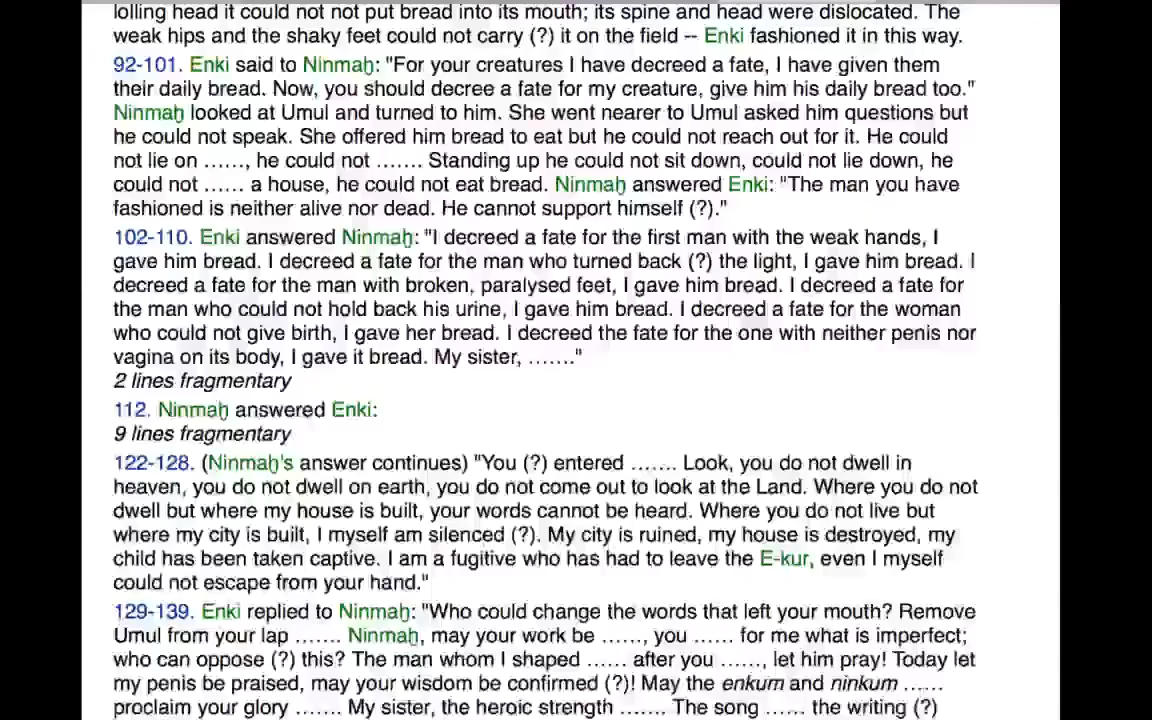 lolling head it could not not put bread into its mouth; its spine and head were dislocated. The
weak hips and the shaky feet could not carry (?) it on the field -- Enki fashioned it in this way.
92-101. Enki said to Ninmaḫ: "For your creatures I have decreed a fate, I have given them
their daily bread. Now, you should decree a fate for my creature, give him his daily bread too."
Ninmaḫ looked at Umul and turned to him. She went nearer to Umul asked him questions but
he could not speak. She offered him bread to eat but he could not reach out for it. He could
not lie on ......, he could not ....... Standing up he could not sit down, could not lie down, he
could not ...... a house, he could not eat bread. Ninmaḫ answered Enki: "The man you have
fashioned is neither alive nor dead. He cannot support himself (?)."
102-110. Enki answered Ninmaḫ: "I decreed a fate for the first man with the weak hands, I
gave him bread. I decreed a fate for the man who turned back (?) the light, I gave him bread. I
decreed a fate for the man with broken, paralysed feet, I gave him bread. I decreed a fate for
the man who could not hold back his urine, I gave him bread. I decreed a fate for the woman
who could not give birth, I gave her bread. I decreed the fate for the one with neither penis nor
vagina on its body, I gave it bread. My sister, ......."
2 lines fragmentary
112. Ninmaḫ answered Enki:
9 lines fragmentary
122-128. (Ninmaḫ's answer continues) "You (?) entered ....... Look, you do not dwell in
heaven, you do not dwell on earth, you do not come out to look at the Land. Where you do not
dwell but where my house is built, your words cannot be heard. Where you do not live but
where my city is built, I myself am silenced (?). My city is ruined, my house is destroyed, my
child has been taken captive. I am a fugitive who has had to leave the E-kur, even I myself
could not escape from your hand."
129-139. Enki replied to Ninmaḫ: "Who could change the words that left your mouth? Remove
Umul from your lap ....... Ninmaḫ, may your work be ......, you ...... for me what is imperfect;
who can oppose (?) this? The man whom I shaped ...... after you ......, let him pray! Today let
my penis be praised, may your wisdom be confirmed (?)! May the enkum and ninkum ......
proclaim your glory ....... My sister, the heroic strength ....... The song ...... the writing (?)